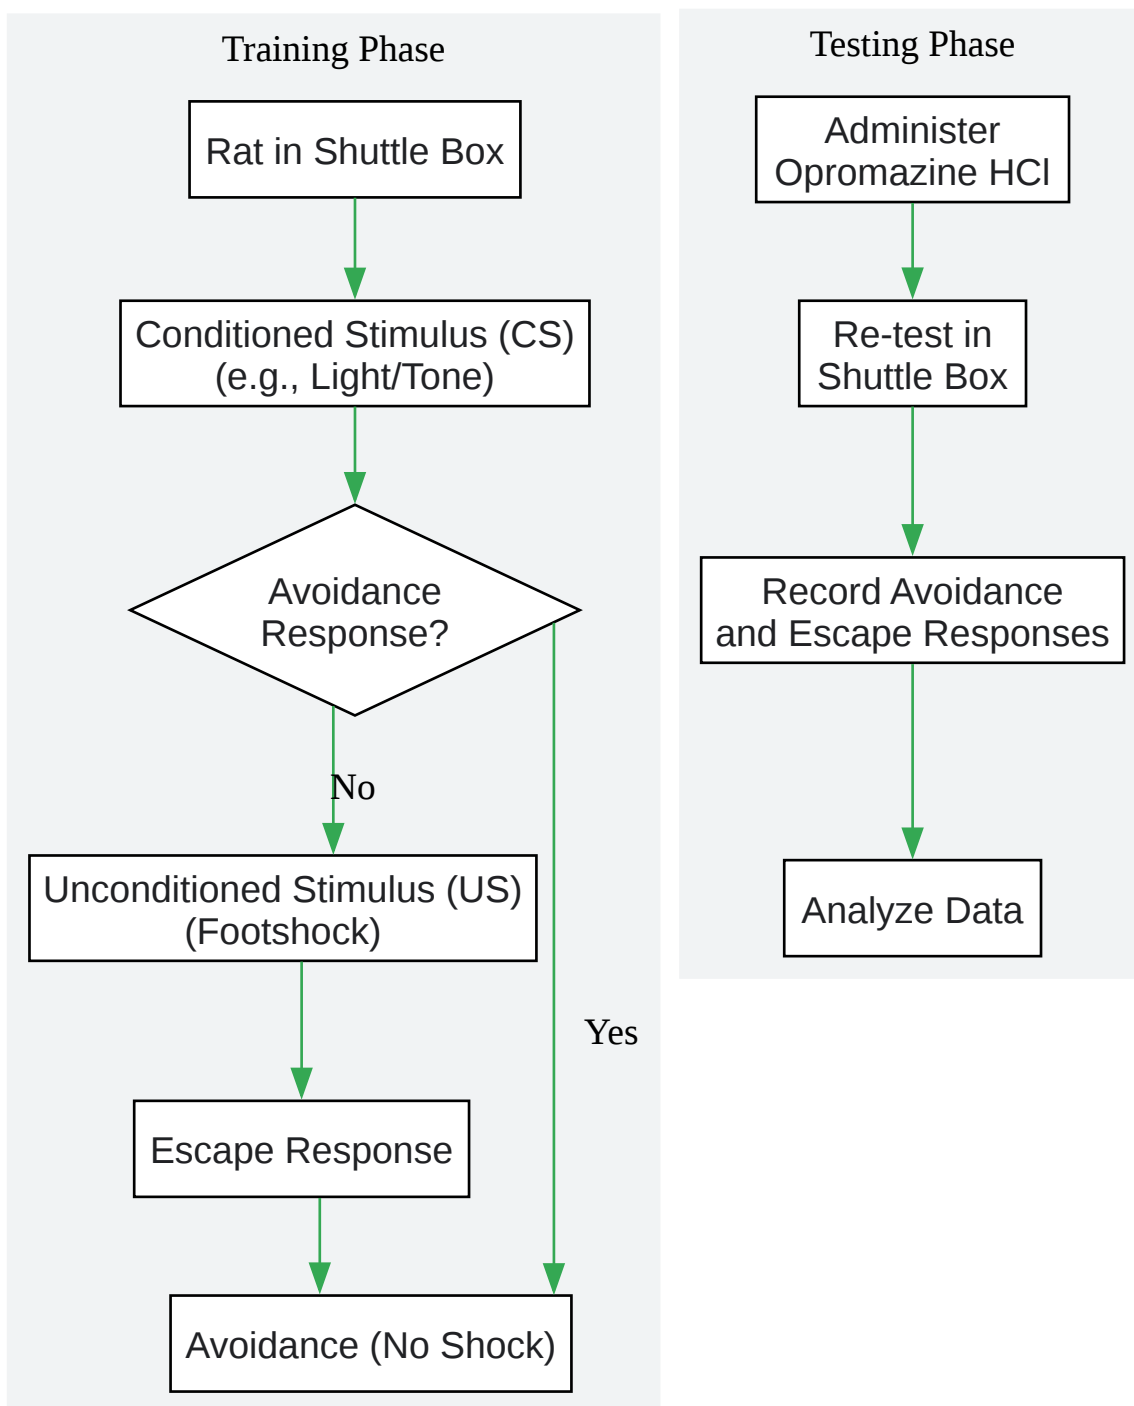 Training Phase
Rat in Shuttle Box
Conditioned Stimulus (CS)
(e.g., Light/Tone)
Avoidance
Response?
No
Unconditioned Stimulus (US)
(Footshock)
Yes
Escape Response
Avoidance (No Shock)
Testing Phase
Administer
Opromazine HCl
Re-test in
Shuttle Box
Record Avoidance
and Escape Responses
Analyze Data